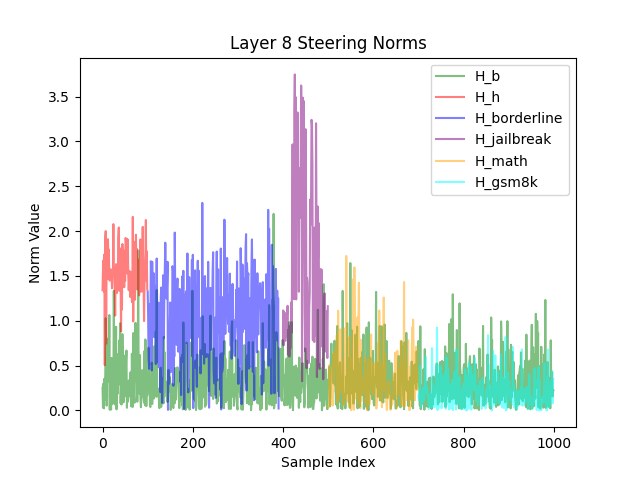 Layer 8 Steering Norms
H_b
H_h
H_borderline
H_jailbreak
H_math
H_gsm8k
Norm Value
3.5
3.0
2.5
2.0
1.5
1.0
0.5
0.0
0 200 400 600 800 1000
Sample Index